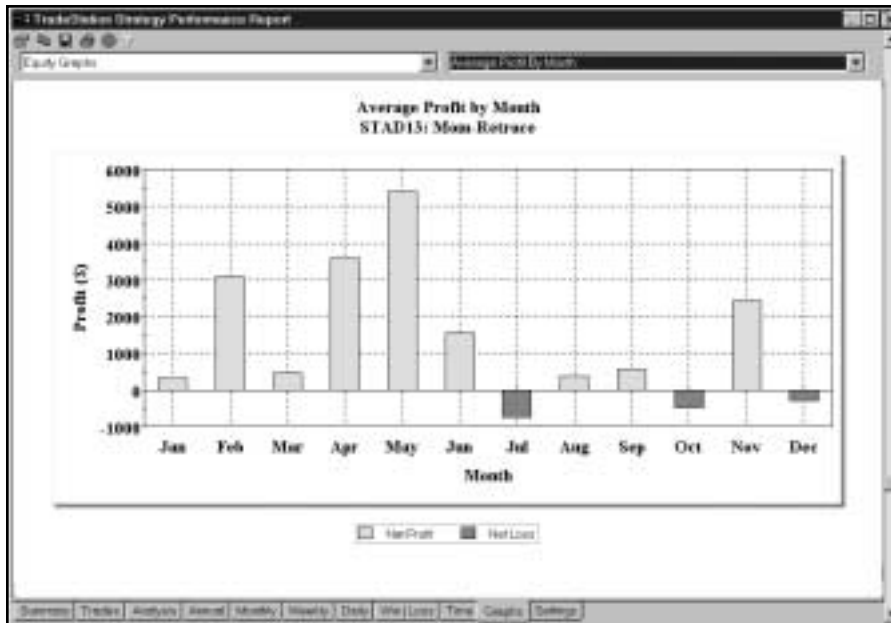 TradeStation Strategy Performance Report
Equity Graphs
Average Profit By Month
Average Profit by Month
STAD13: Mom-Retrace
6000
5000
4000
3000
2000
1000
0
-1000
Profit ($)
Jan Feb Mar Apr May Jun Jul Aug Sep Oct Nov Dec
Month
Net Profit Net Loss
Summary Trades Analysis Annual Monthly Weekly Daily Win | Loss Time Graphs Settings